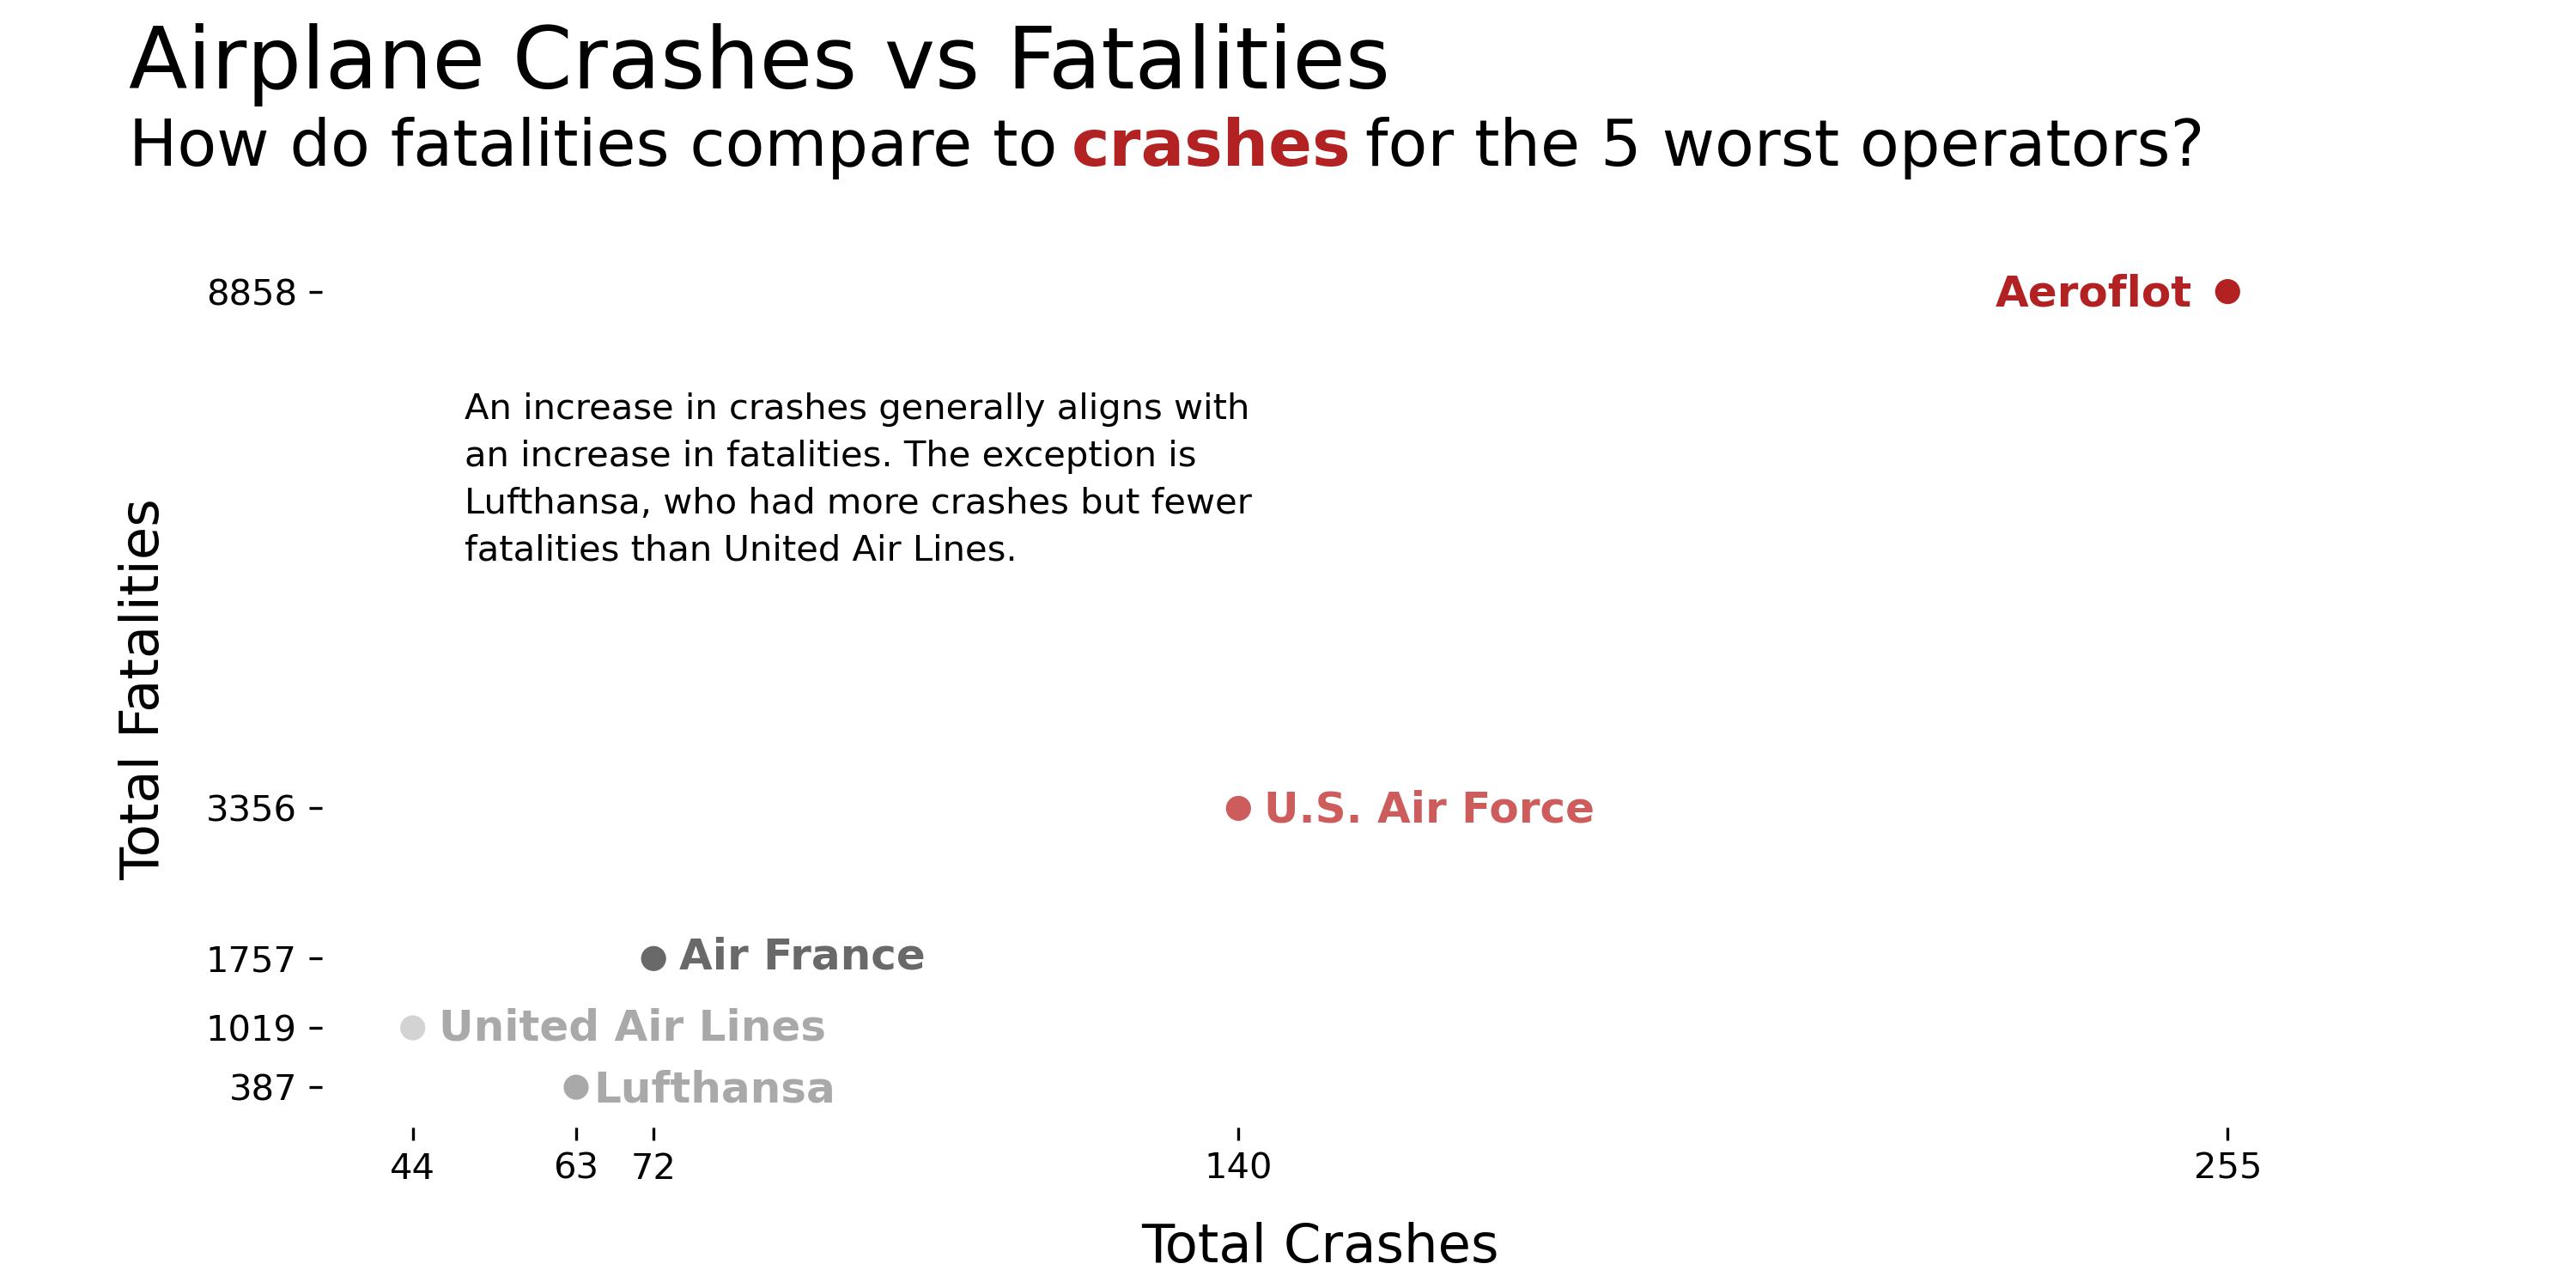 Airplane Crashes vs Fatalities
How do fatalities compare to crashes for the 5 worst operators?
8858
Aeroflot
An increase in crashes generally aligns with
an increase in fatalities. The exception is
Lufthansa, who had more crashes but fewer
fatalities than United Air Lines.
Total Fatalities
3356
U.S. Air Force
1757
Air France
1019
United Air Lines
387
Lufthansa
44
63
72
140
255
Total Crashes